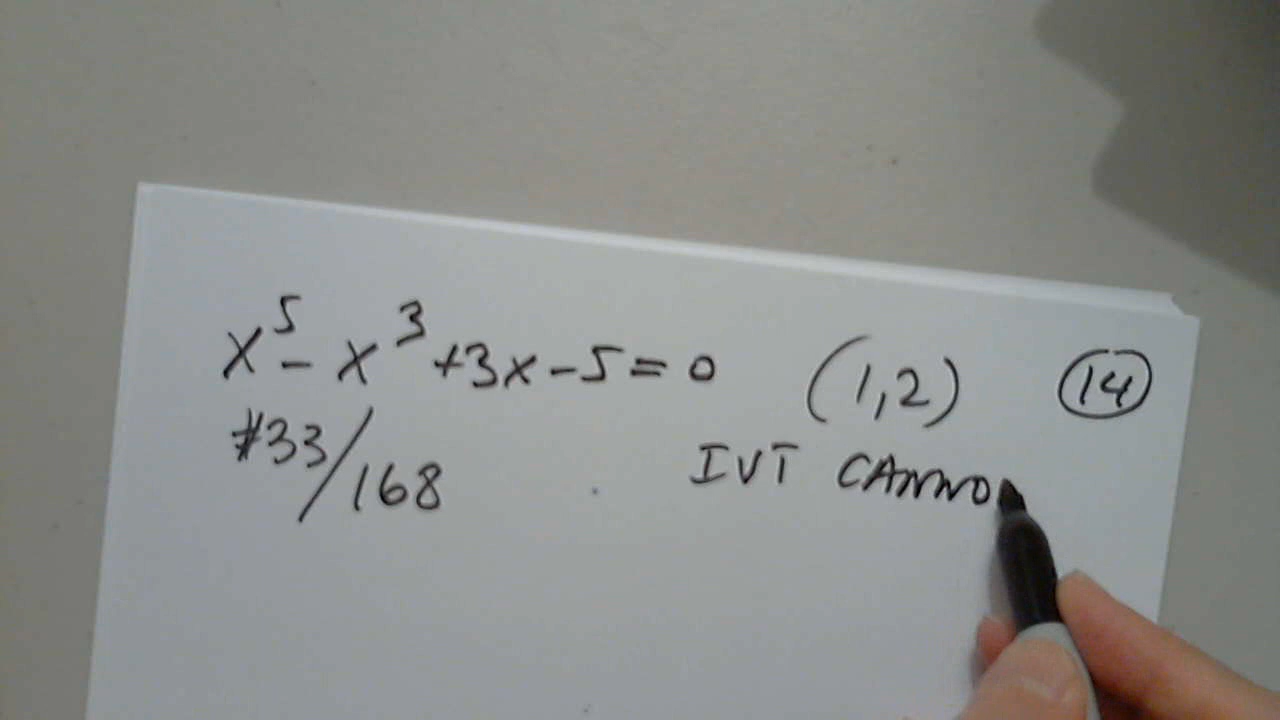 x⁵ - x³ + 3x - 5 = 0 (1,2) 14
#33/168 IVT CANNO